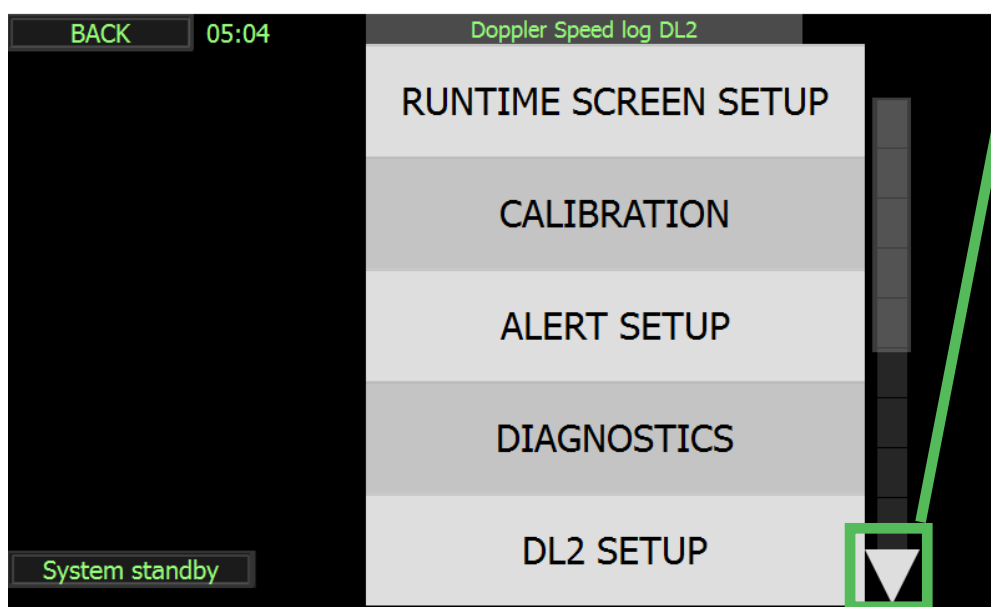 BACK 05:04 Doppler Speed log DL2
RUNTIME SCREEN SETUP
CALIBRATION
ALERT SETUP
DIAGNOSTICS
DL2 SETUP
System standby